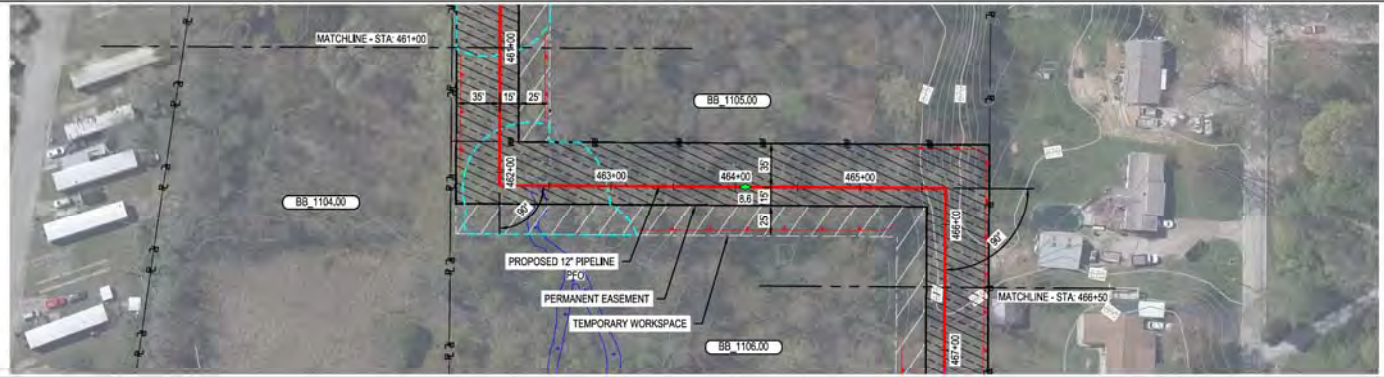 MATCHLINE - STA: 461+00
461+00
35' 15' 25'
BB_1105.00
462+00
463+00
464+00
465+00
35'
8.6
15'
25'
466+00
90°
90°
BB_1104.00
PROPOSED 12" PIPELINE
PFO
PERMANENT EASEMENT
MATCHLINE - STA: 466+50
TEMPORARY WORKSPACE
BB_1106.00
467+00